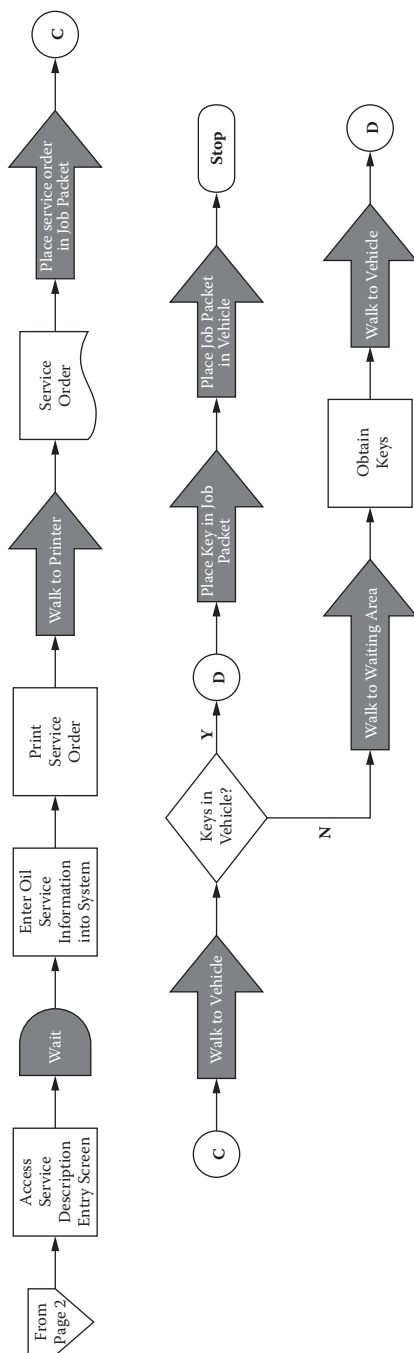 From
Page 2
Access
Service
Description
Entry Screen
Wait
Enter Oil
Service
Information
into System
Print
Service
Order
Walk to Printer
Service
Order
Place service order
in Job Packet
C
C
Walk to Vehicle
Keys in
Vehicle?
Y
N
D
Place Key in Job
Packet
Place Job Packet
in Vehicle
Stop
Walk to Waiting Area
Obtain
Keys
Walk to Vehicle
D